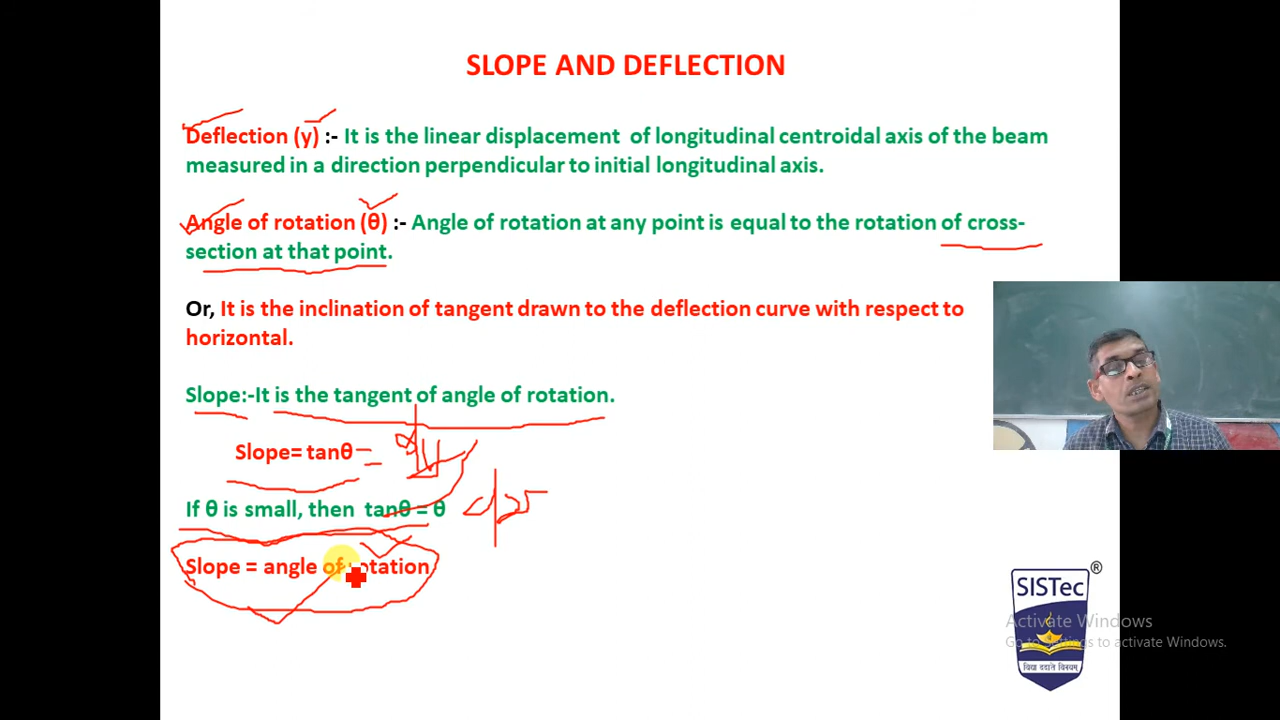 SLOPE AND DEFLECTION
Deflection (y) :- It is the linear displacement of longitudinal centroidal axis of the beam
measured in a direction perpendicular to initial longitudinal axis.
Angle of rotation (θ) :- Angle of rotation at any point is equal to the rotation of cross-
section at that point.
Or, It is the inclination of tangent drawn to the deflection curve with respect to
horizontal.
Slope:-It is the tangent of angle of rotation.
Slope= tanθ = dy
If θ is small, then tanθ = θ
dx
Slope = angle of rotation
SISTec ®
विद्या ददाति विनयम्
Activate Windows
Go to Settings to activate Windows.